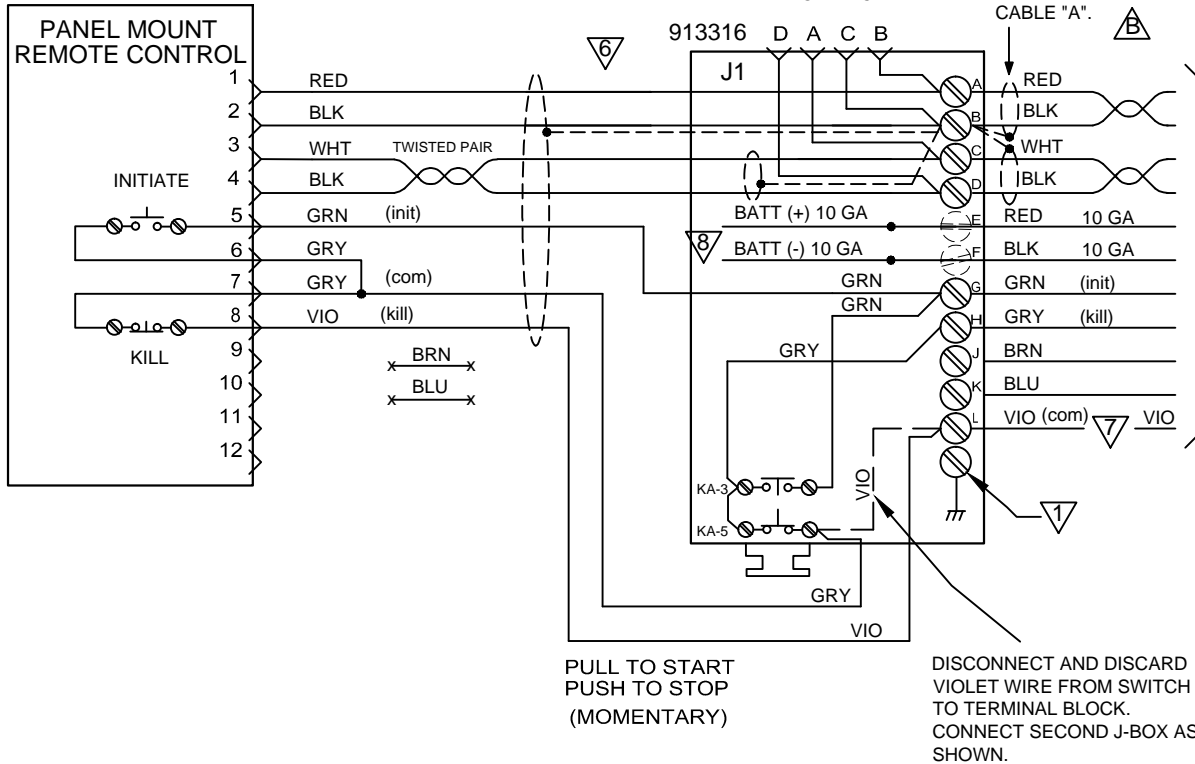 PANEL MOUNT
REMOTE CONTROL
1
2
3
4
5
6
7
8
9
10
11
12
INITIATE
KILL
RED
BLK
WHT
TWISTED PAIR
BLK
GRN (init)
GRY
GRY (com)
VIO (kill)
BRN
x x
BLU
x x
6
913316 D A C B
J1
BATT (+) 10 GA
8
BATT (-) 10 GA
GRN
GRN
GRY
VIO
KA-3
KA-5
GRY
VIO
A
B
C
D
E
F
G
H
J
K
L
CABLE "A".
B
RED
BLK
WHT
BLK
RED 10 GA
BLK 10 GA
GRN (init)
GRY (kill)
BRN
BLU
VIO (com) 7 VIO
1
PULL TO START
PUSH TO STOP
(MOMENTARY)
DISCONNECT AND DISCARD
VIOLET WIRE FROM SWITCH
TO TERMINAL BLOCK.
CONNECT SECOND J-BOX AS
SHOWN.